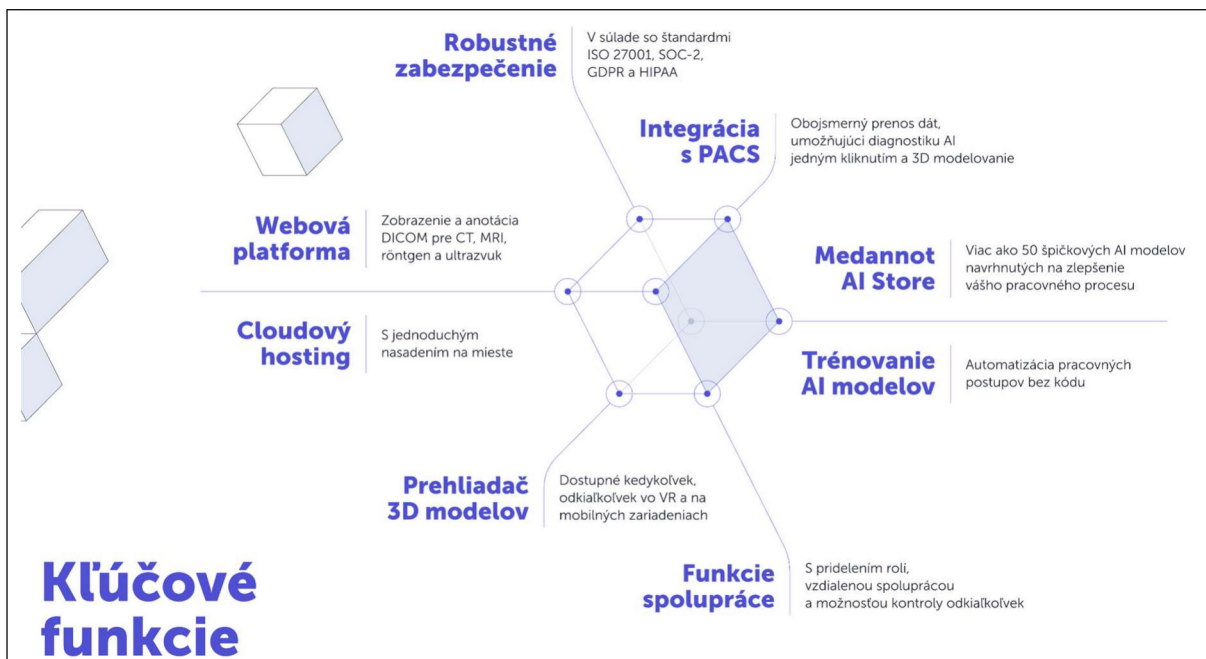 Robustné
zabezpečenie
V súlade so štandardmi
ISO 27001, SOC-2,
GDPR a HIPAA
Integrácia
s PACS
Obojsmerný prenos dát,
umožňujúci diagnostiku AI
jedným kliknutím a 3D modelovanie
Webová
platforma
Zobrazenie a anotácia
DICOM pre CT, MRI,
röntgen a ultrazvuk
Medannot
AI Store
Viac ako 50 špičkových AI modelov
navrhnutých na zlepšenie
vášho pracovného procesu
Cloudový
hosting
S jednoduchým
nasadením na mieste
Trénovanie
AI modelov
Automatizácia pracovných
postupov bez kódu
Prehliadač
3D modelov
Dostupné kedykoľvek,
odkiaľkoľvek vo VR a na
mobilných zariadeniach
Funkcie
spolupráce
S pridelením rolí,
vzdialenou spoluprácou
a možnosťou kontroly odkiaľkoľvek
Kľúčové
funkcie